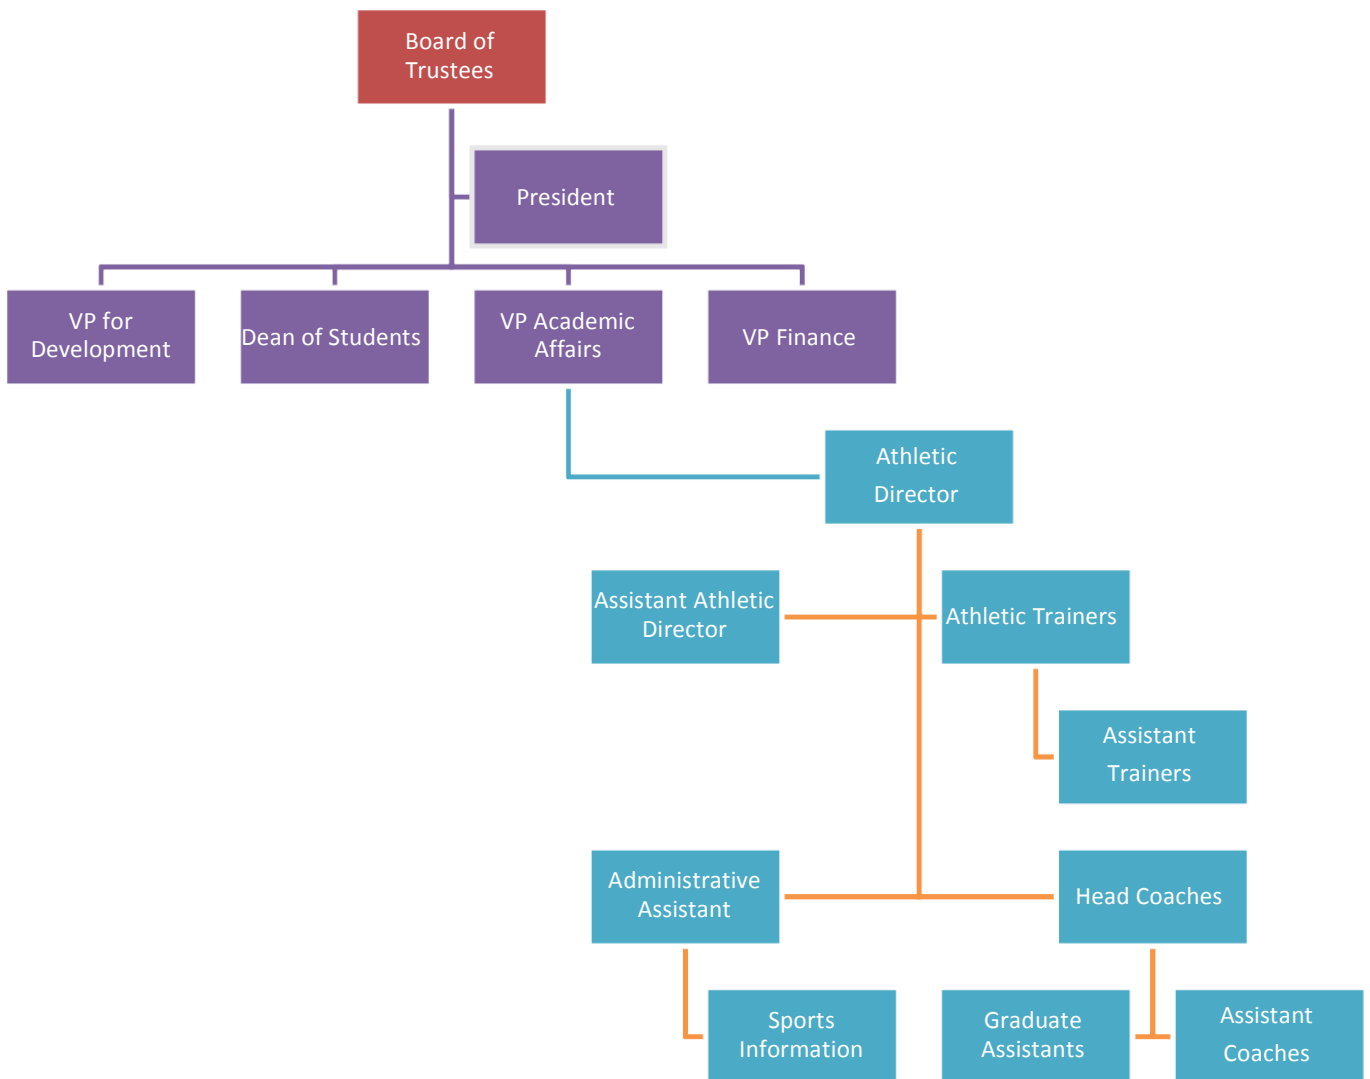 Board of
Trustees
President
VP for
Development
Dean of Students
VP Academic
Affairs
VP Finance
Athletic
Director
Assistant Athletic
Director
Athletic Trainers
Assistant
Trainers
Administrative
Assistant
Head Coaches
Sports
Information
Graduate
Assistants
Assistant
Coaches